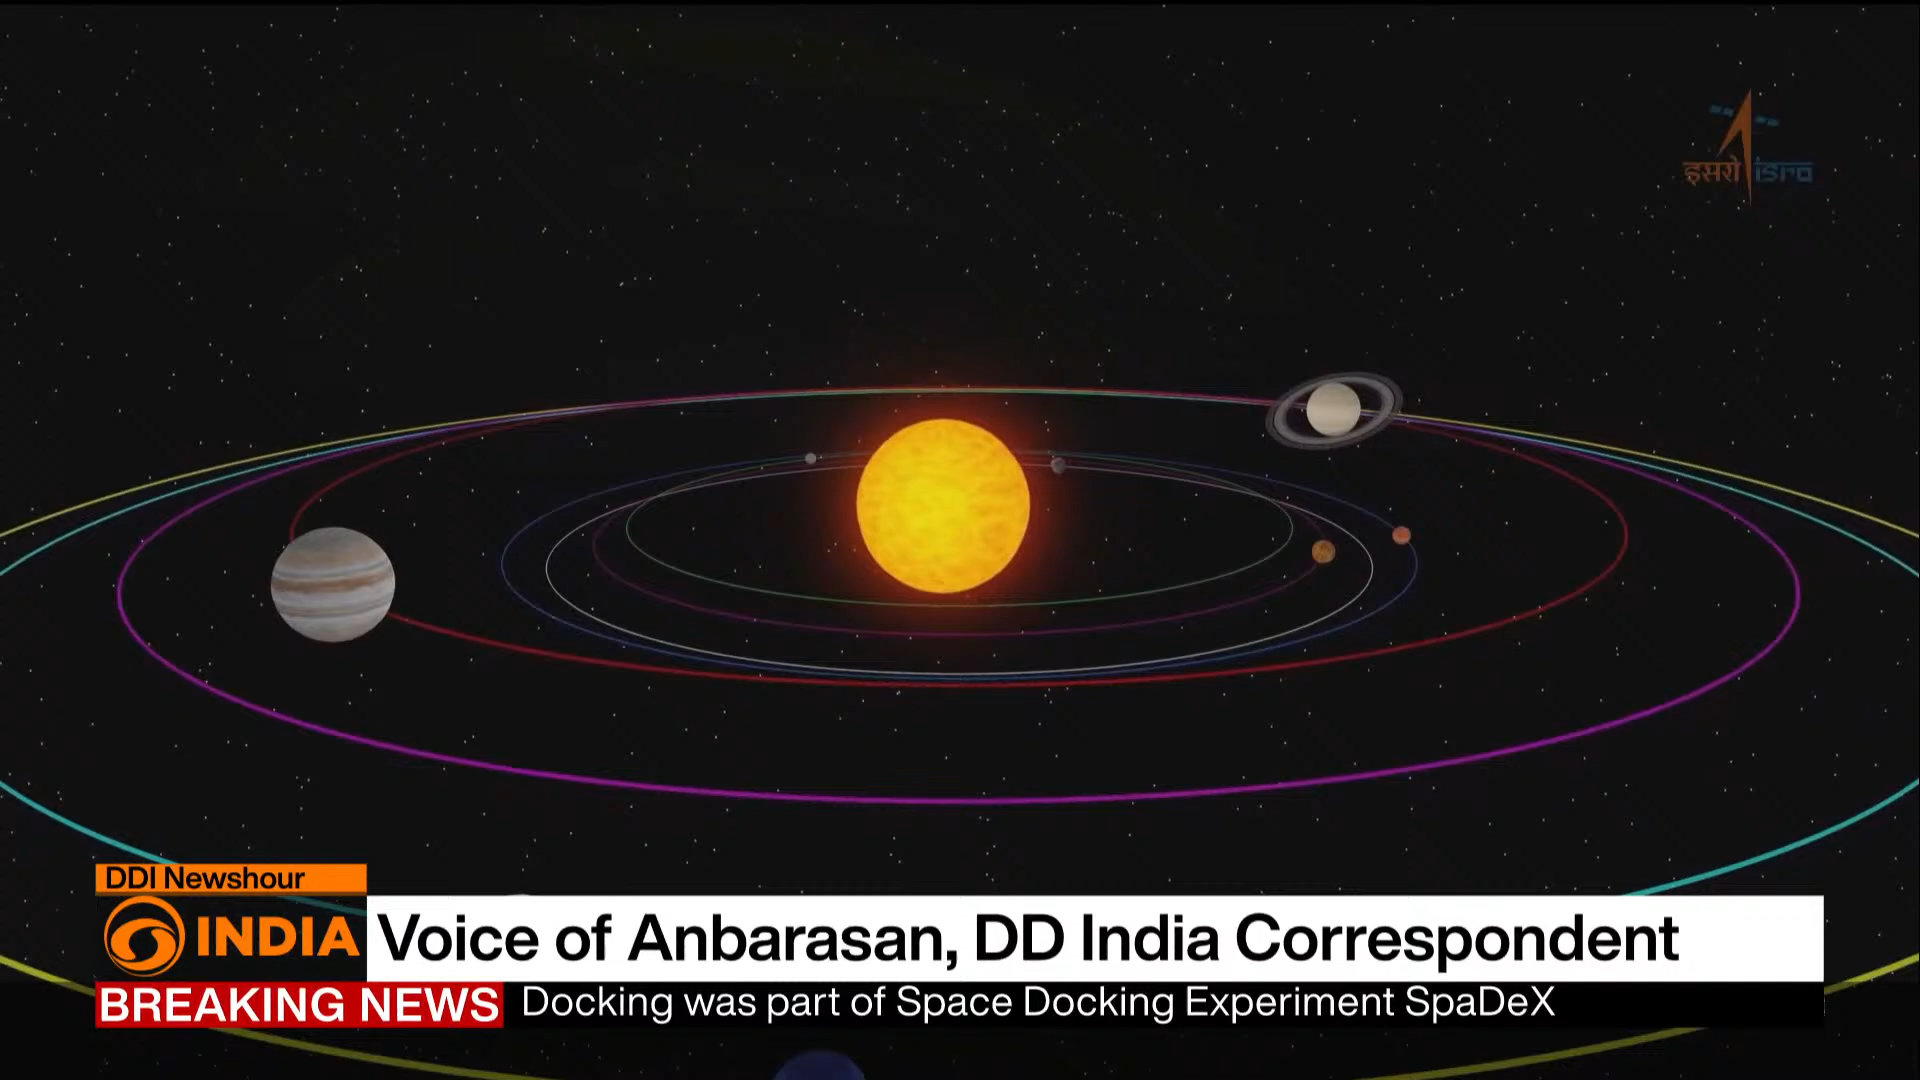 इसरो isro
DDI Newshour
INDIA
Voice of Anbarasan, DD India Correspondent
BREAKING NEWS
Docking was part of Space Docking Experiment SpaDeX